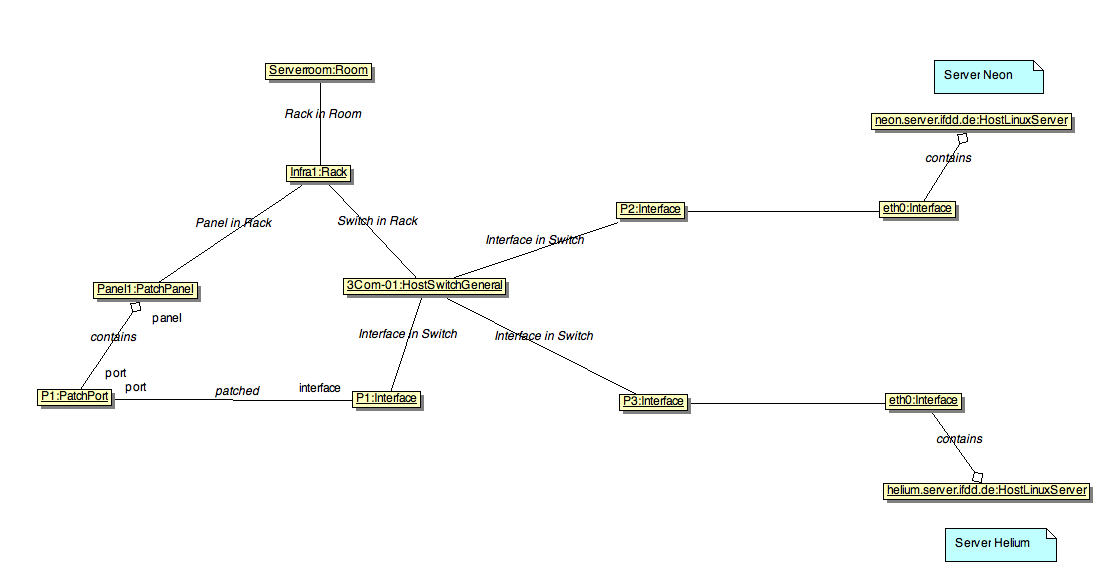 Serverroom:Room
Server Neon
Rack in Room
neon.server.ifdd.de:HostLinuxServer
contains
Infra1:Rack
Panel in Rack
Switch in Rack
P2:Interface
eth0:Interface
Interface in Switch
Panel1:PatchPanel
3Com-01:HostSwitchGeneral
panel
contains
Interface in Switch
Interface in Switch
port
port
patched
interface
P1:PatchPort
P1:Interface
P3:Interface
eth0:Interface
contains
helium.server.ifdd.de:HostLinuxServer
Server Helium